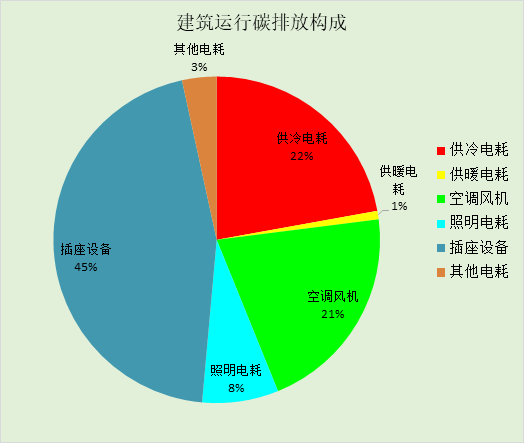 建筑运行碳排放构成
其他电耗
3%
供冷电耗
22%
供暖电
耗
1%
空调风机
21%
照明电耗
8%
插座设备
45%
供冷电耗
供暖电耗
空调风机
照明电耗
插座设备
其他电耗